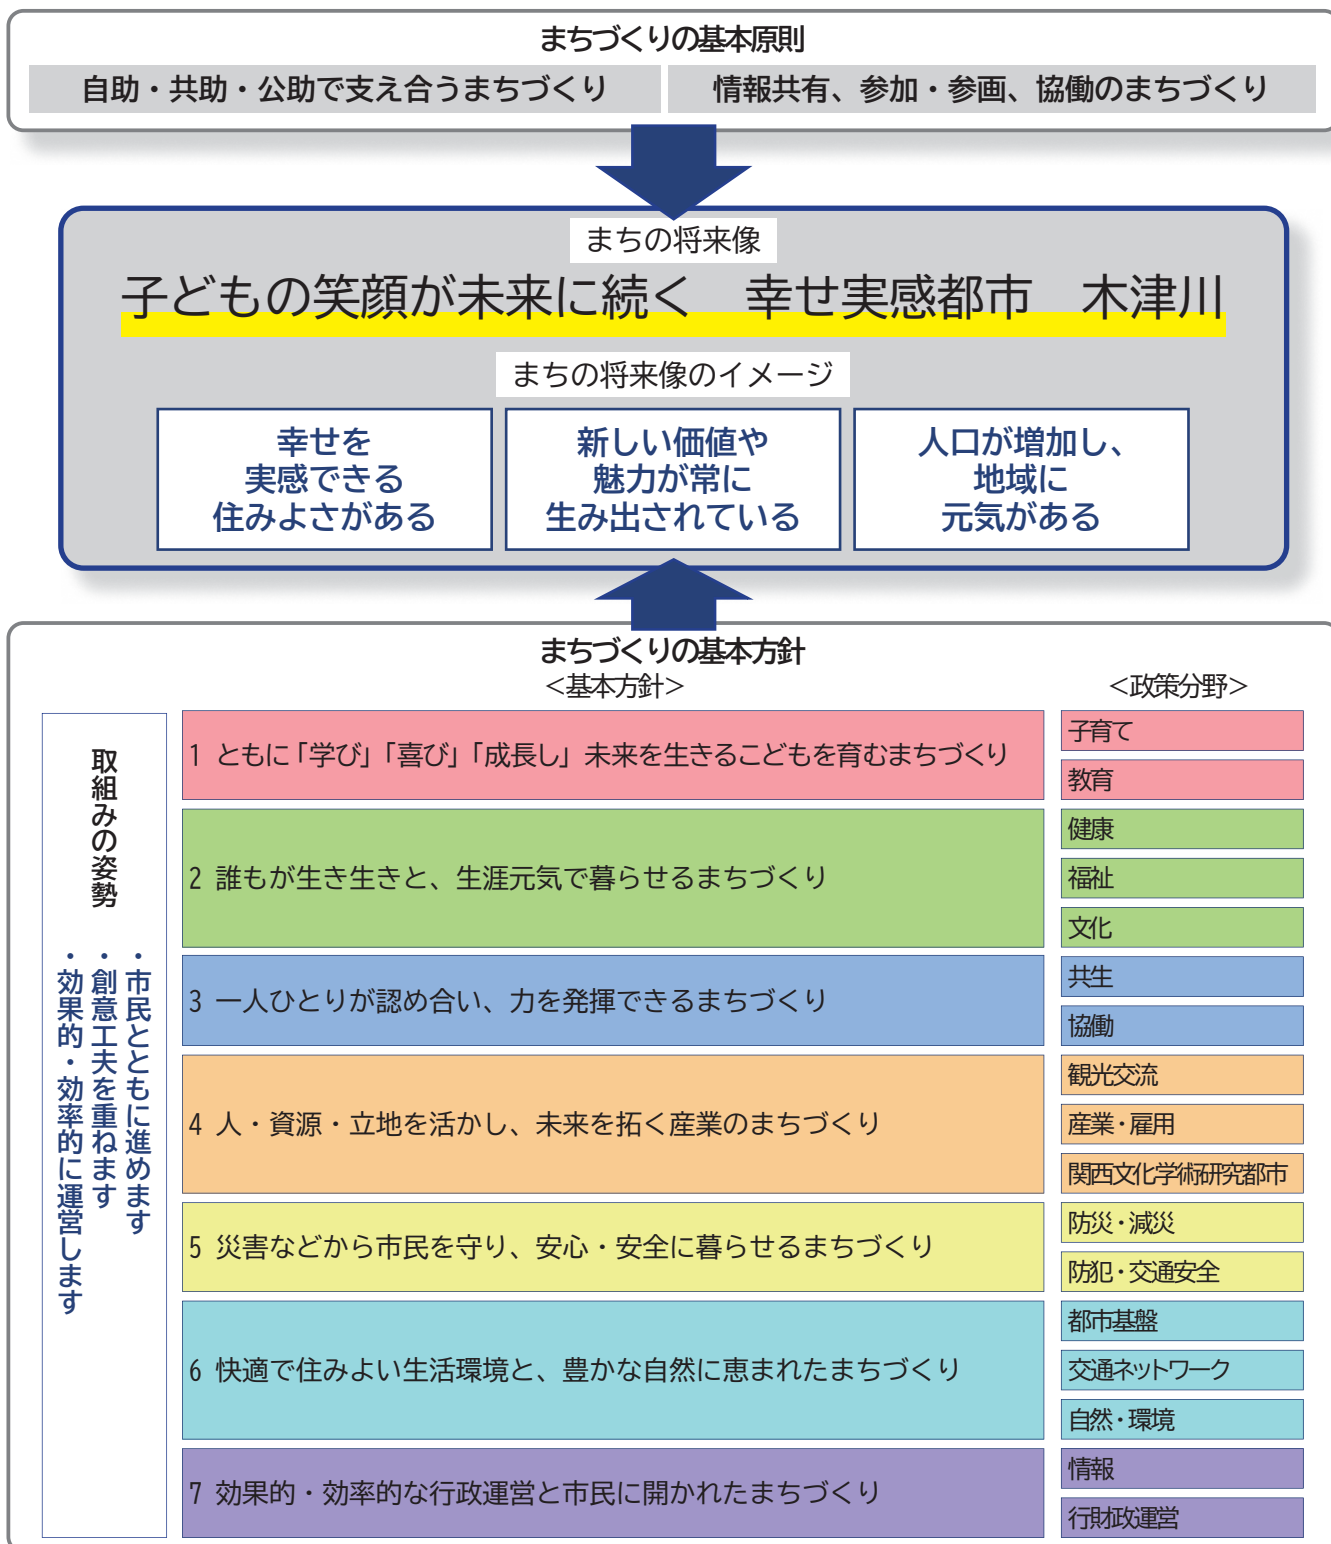 まちづくりの基本原則
自助・共助・公助で支え合うまちづくり
情報共有、参加・参画、協働のまちづくり
まちの将来像
子どもの笑顔が未来に続く　幸せ実感都市　木津川
まちの将来像のイメージ
幸せを
実感できる
住みよさがある
新しい価値や
魅力が常に
生み出されている
人口が増加し、
地域に
元気がある
まちづくりの基本方針
＜基本方針＞
＜政策分野＞
取組みの姿勢
・市民とともに進めます
・創意工夫を重ねます
・効果的・効率的に運営します
1 ともに「学び」「喜び」「成長し」未来を生きるこどもを育むまちづくり
子育て
教育
2 誰もが生き生きと、生涯元気で暮らせるまちづくり
健康
福祉
文化
3 一人ひとりが認め合い、力を発揮できるまちづくり
共生
協働
4 人・資源・立地を活かし、未来を拓く産業のまちづくり
観光交流
産業・雇用
関西文化学術研究都市
5 災害などから市民を守り、安心・安全に暮らせるまちづくり
防災・減災
防犯・交通安全
6 快適で住みよい生活環境と、豊かな自然に恵まれたまちづくり
都市基盤
交通ネットワーク
自然・環境
7 効果的・効率的な行政運営と市民に開かれたまちづくり
情報
行財政運営